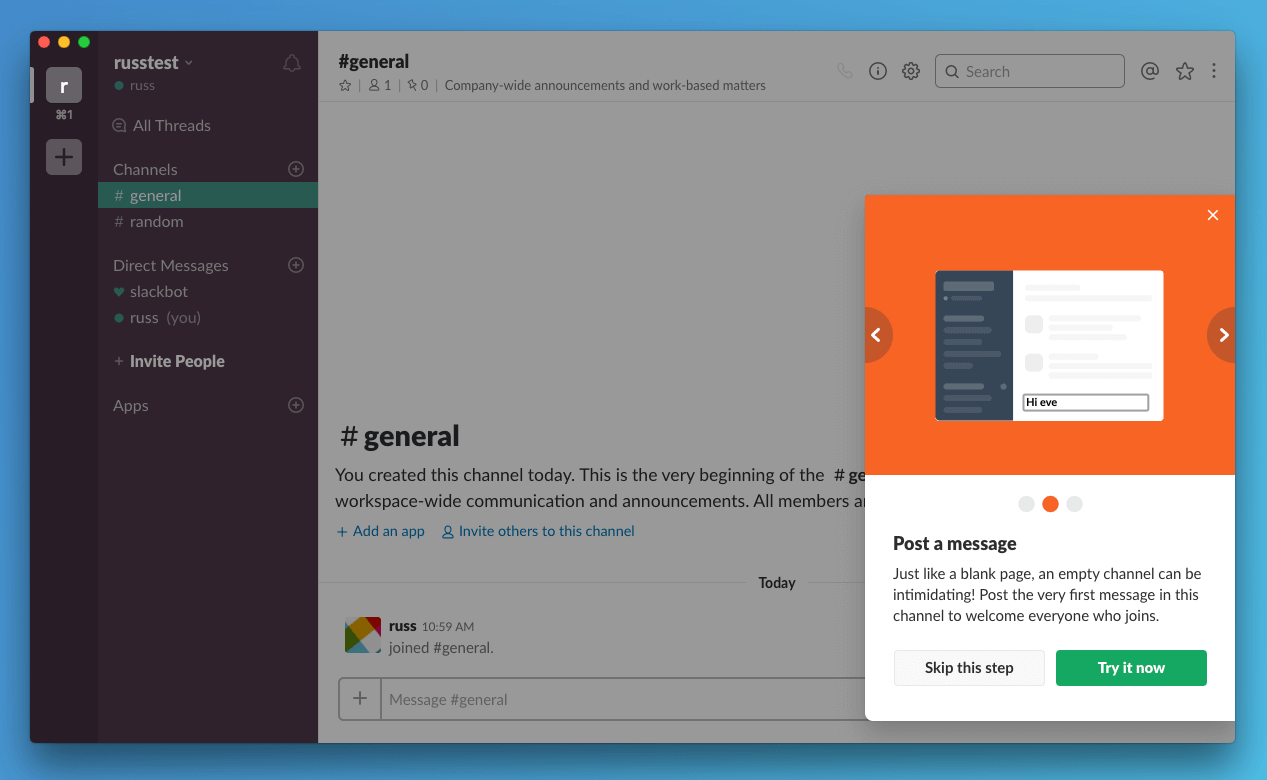 russtest
russ
r
⌘1
All Threads
Channels
# general
# random
Direct Messages
slackbot
russ (you)
+ Invite People
Apps
#general
1 | 0 | Company-wide announcements and work-based matters
Search
# general
You created this channel today. This is the very beginning of the # ge
workspace-wide communication and announcements. All members a
+ Add an app Invite others to this channel
Today
russ 10:59 AM
joined #general.
Message #general
Hi eve
Post a message
Just like a blank page, an empty channel can be
intimidating! Post the very first message in this
channel to welcome everyone who joins.
Skip this step
Try it now